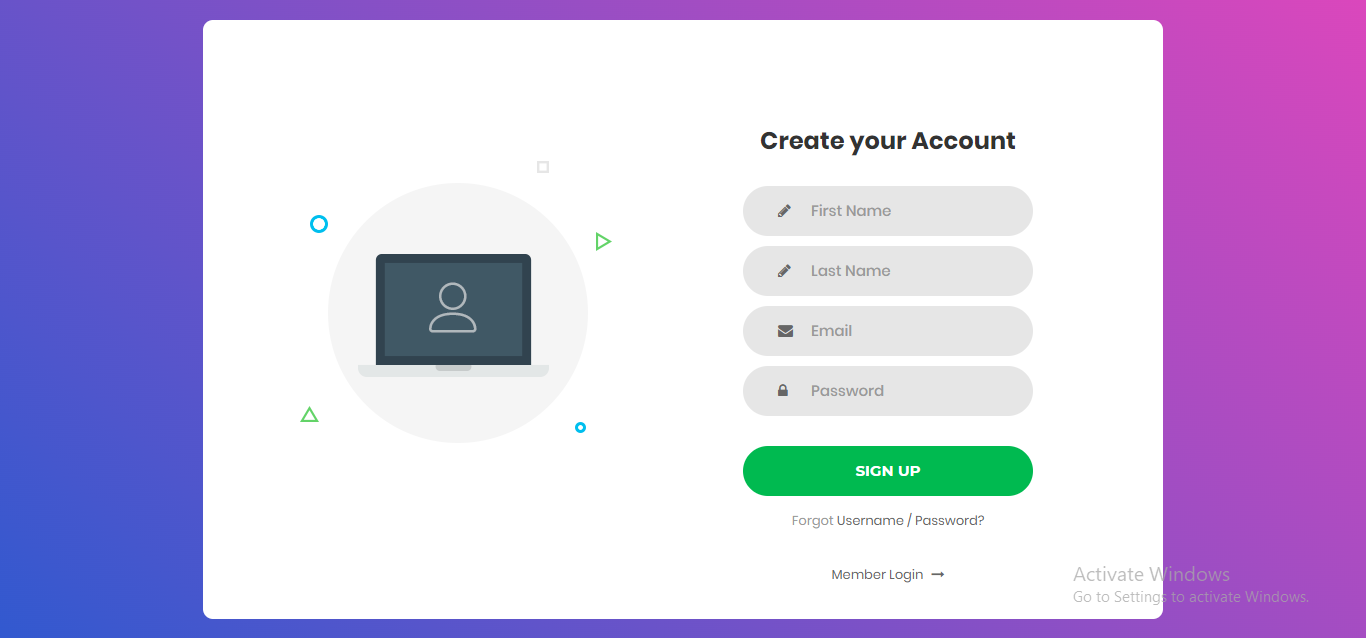 Create your Account
First Name
Last Name
Email
Password
SIGN UP
Forgot Username / Password?
Member Login
Activate Windows
Go to Settings to activate Windows.